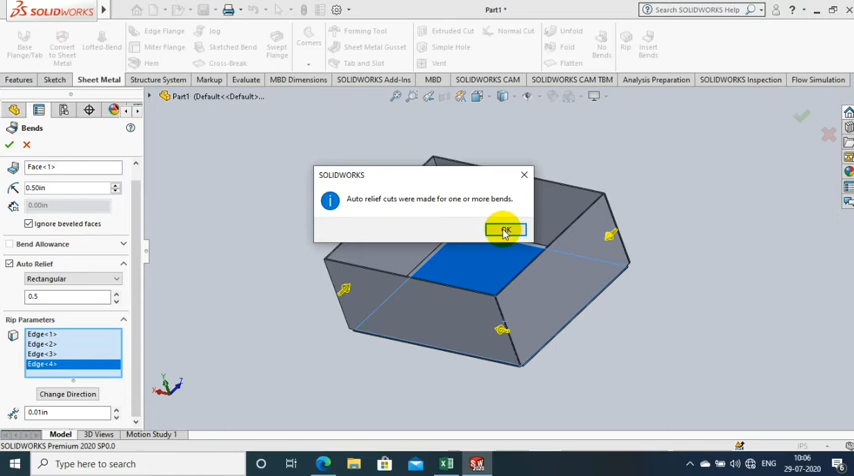 SOLIDWORKS
Part1 *
Search SOLIDWORKS Help
Base
Flange/Tab
Convert
to Sheet
Metal
Lofted-Bend
Edge Flange
Miter Flange
Hem
Jog
Sketched Bend
Cross-Break
Swept
Flange
Corners
Forming Tool
Sheet Metal Gusset
Tab and Slot
Extruded Cut
Simple Hole
Vent
Normal Cut
Unfold
Fold
Flatten
No
Bends
Rip
Insert
Bends
Features
Sketch
Sheet Metal
Structure System
Markup
Evaluate
MBD Dimensions
SOLIDWORKS Add-Ins
MBD
SOLIDWORKS CAM
SOLIDWORKS CAM TBM
Analysis Preparation
SOLIDWORKS Inspection
Flow Simulation
Part1 (Default<<Default>...
Bends
Face<1>
0.50in
0.00in
Ignore beveled faces
Bend Allowance
Auto Relief
Rectangular
0.5
Rip Parameters
Edge<1>
Edge<2>
Edge<3>
Edge<4>
Change Direction
0.01in
SOLIDWORKS
Auto relief cuts were made for one or more bends.
OK
Y
X
Z
Model
3D Views
Motion Study 1
SOLIDWORKS Premium 2020 SP0.0
IPS
Type here to search
SW
2020
ENG
10:06
29-07-2020
6